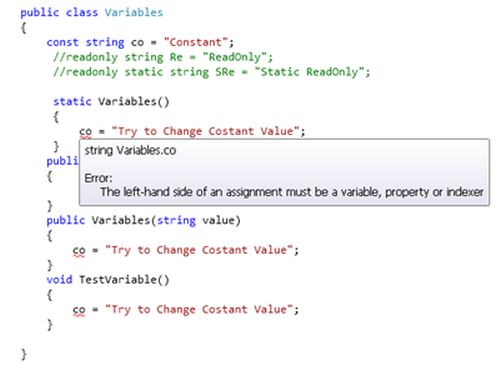 public class Variables
{
const string co = "Constant";
//readonly string Re = "ReadOnly";
//readonly static string SRe = "Static ReadOnly";
static Variables()
{
co = "Try to Change Costant Value";
}
string Variables.co
Error:
The left-hand side of an assignment must be a variable, property or indexer
publi
{
}
public Variables(string value)
{
co = "Try to Change Costant Value";
}
void TestVariable()
{
co = "Try to Change Costant Value";
}
}